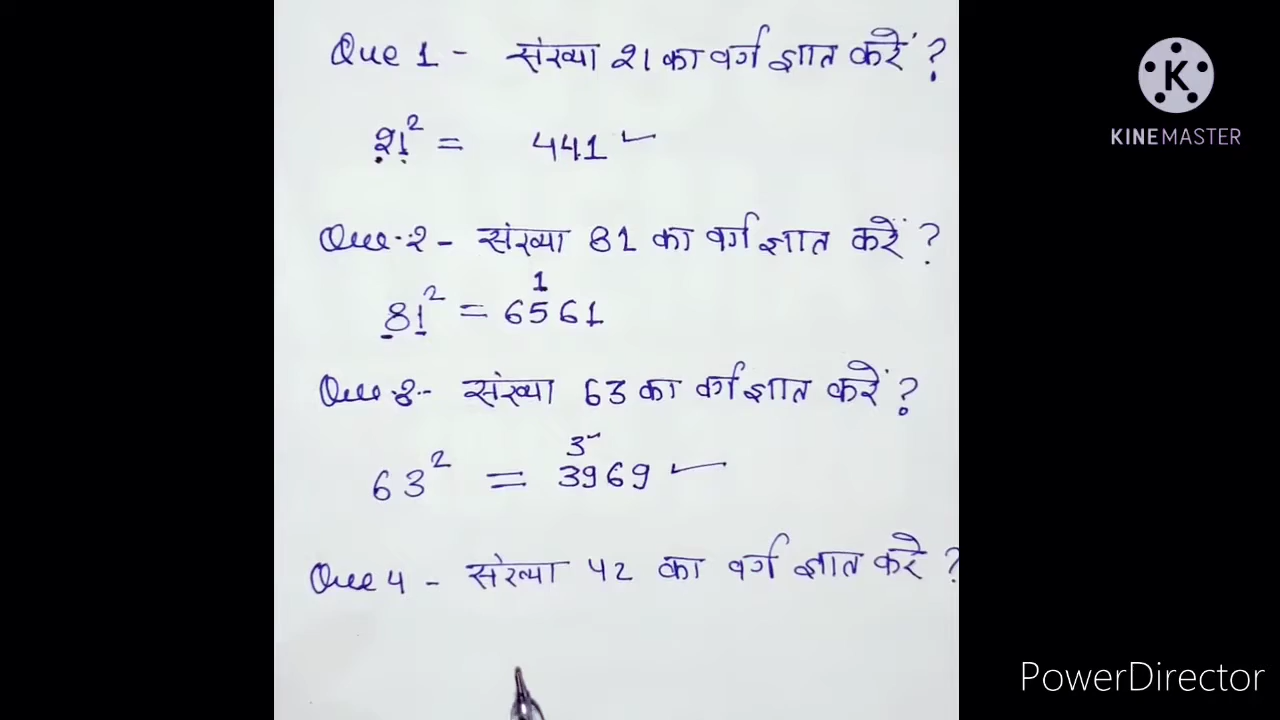 Que 1 - संख्या 21 का वर्ग ज्ञात करें ?
21² = 441 ✓
Que.2 - संख्या 81 का वर्ग ज्ञात करें ?
1
81² = 6561
Que 3 - संख्या 63 का वर्ग ज्ञात करें ?
3
63² = 3969 ✓
Que 4 - संख्या 42 का वर्ग ज्ञात करे ?
K
KINEMASTER
PowerDirector